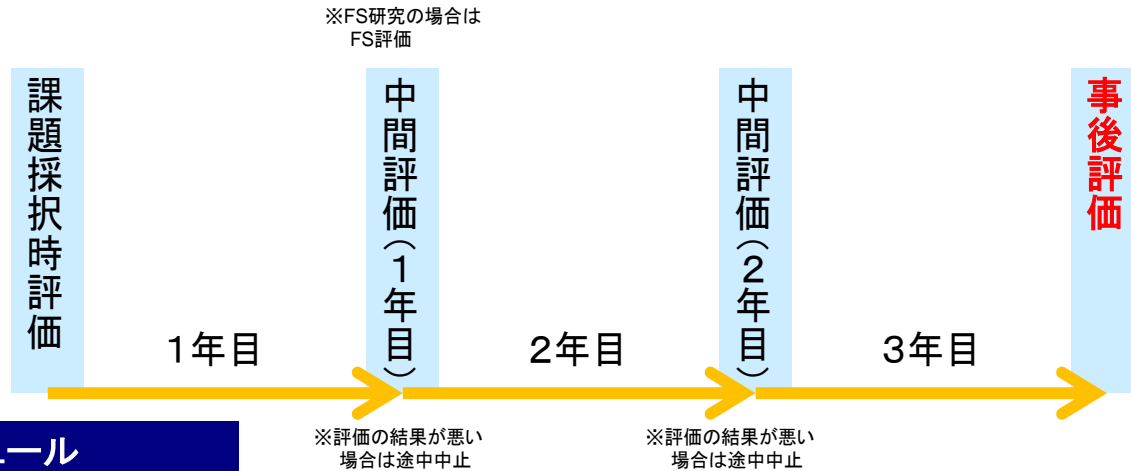 ※FS研究の場合は
FS評価
課題採択時評価
中間評価(1年目)
中間評価(2年目)
事後評価
1年目
2年目
3年目
※評価の結果が悪い
場合は途中中止
※評価の結果が悪い
場合は途中中止
ュール